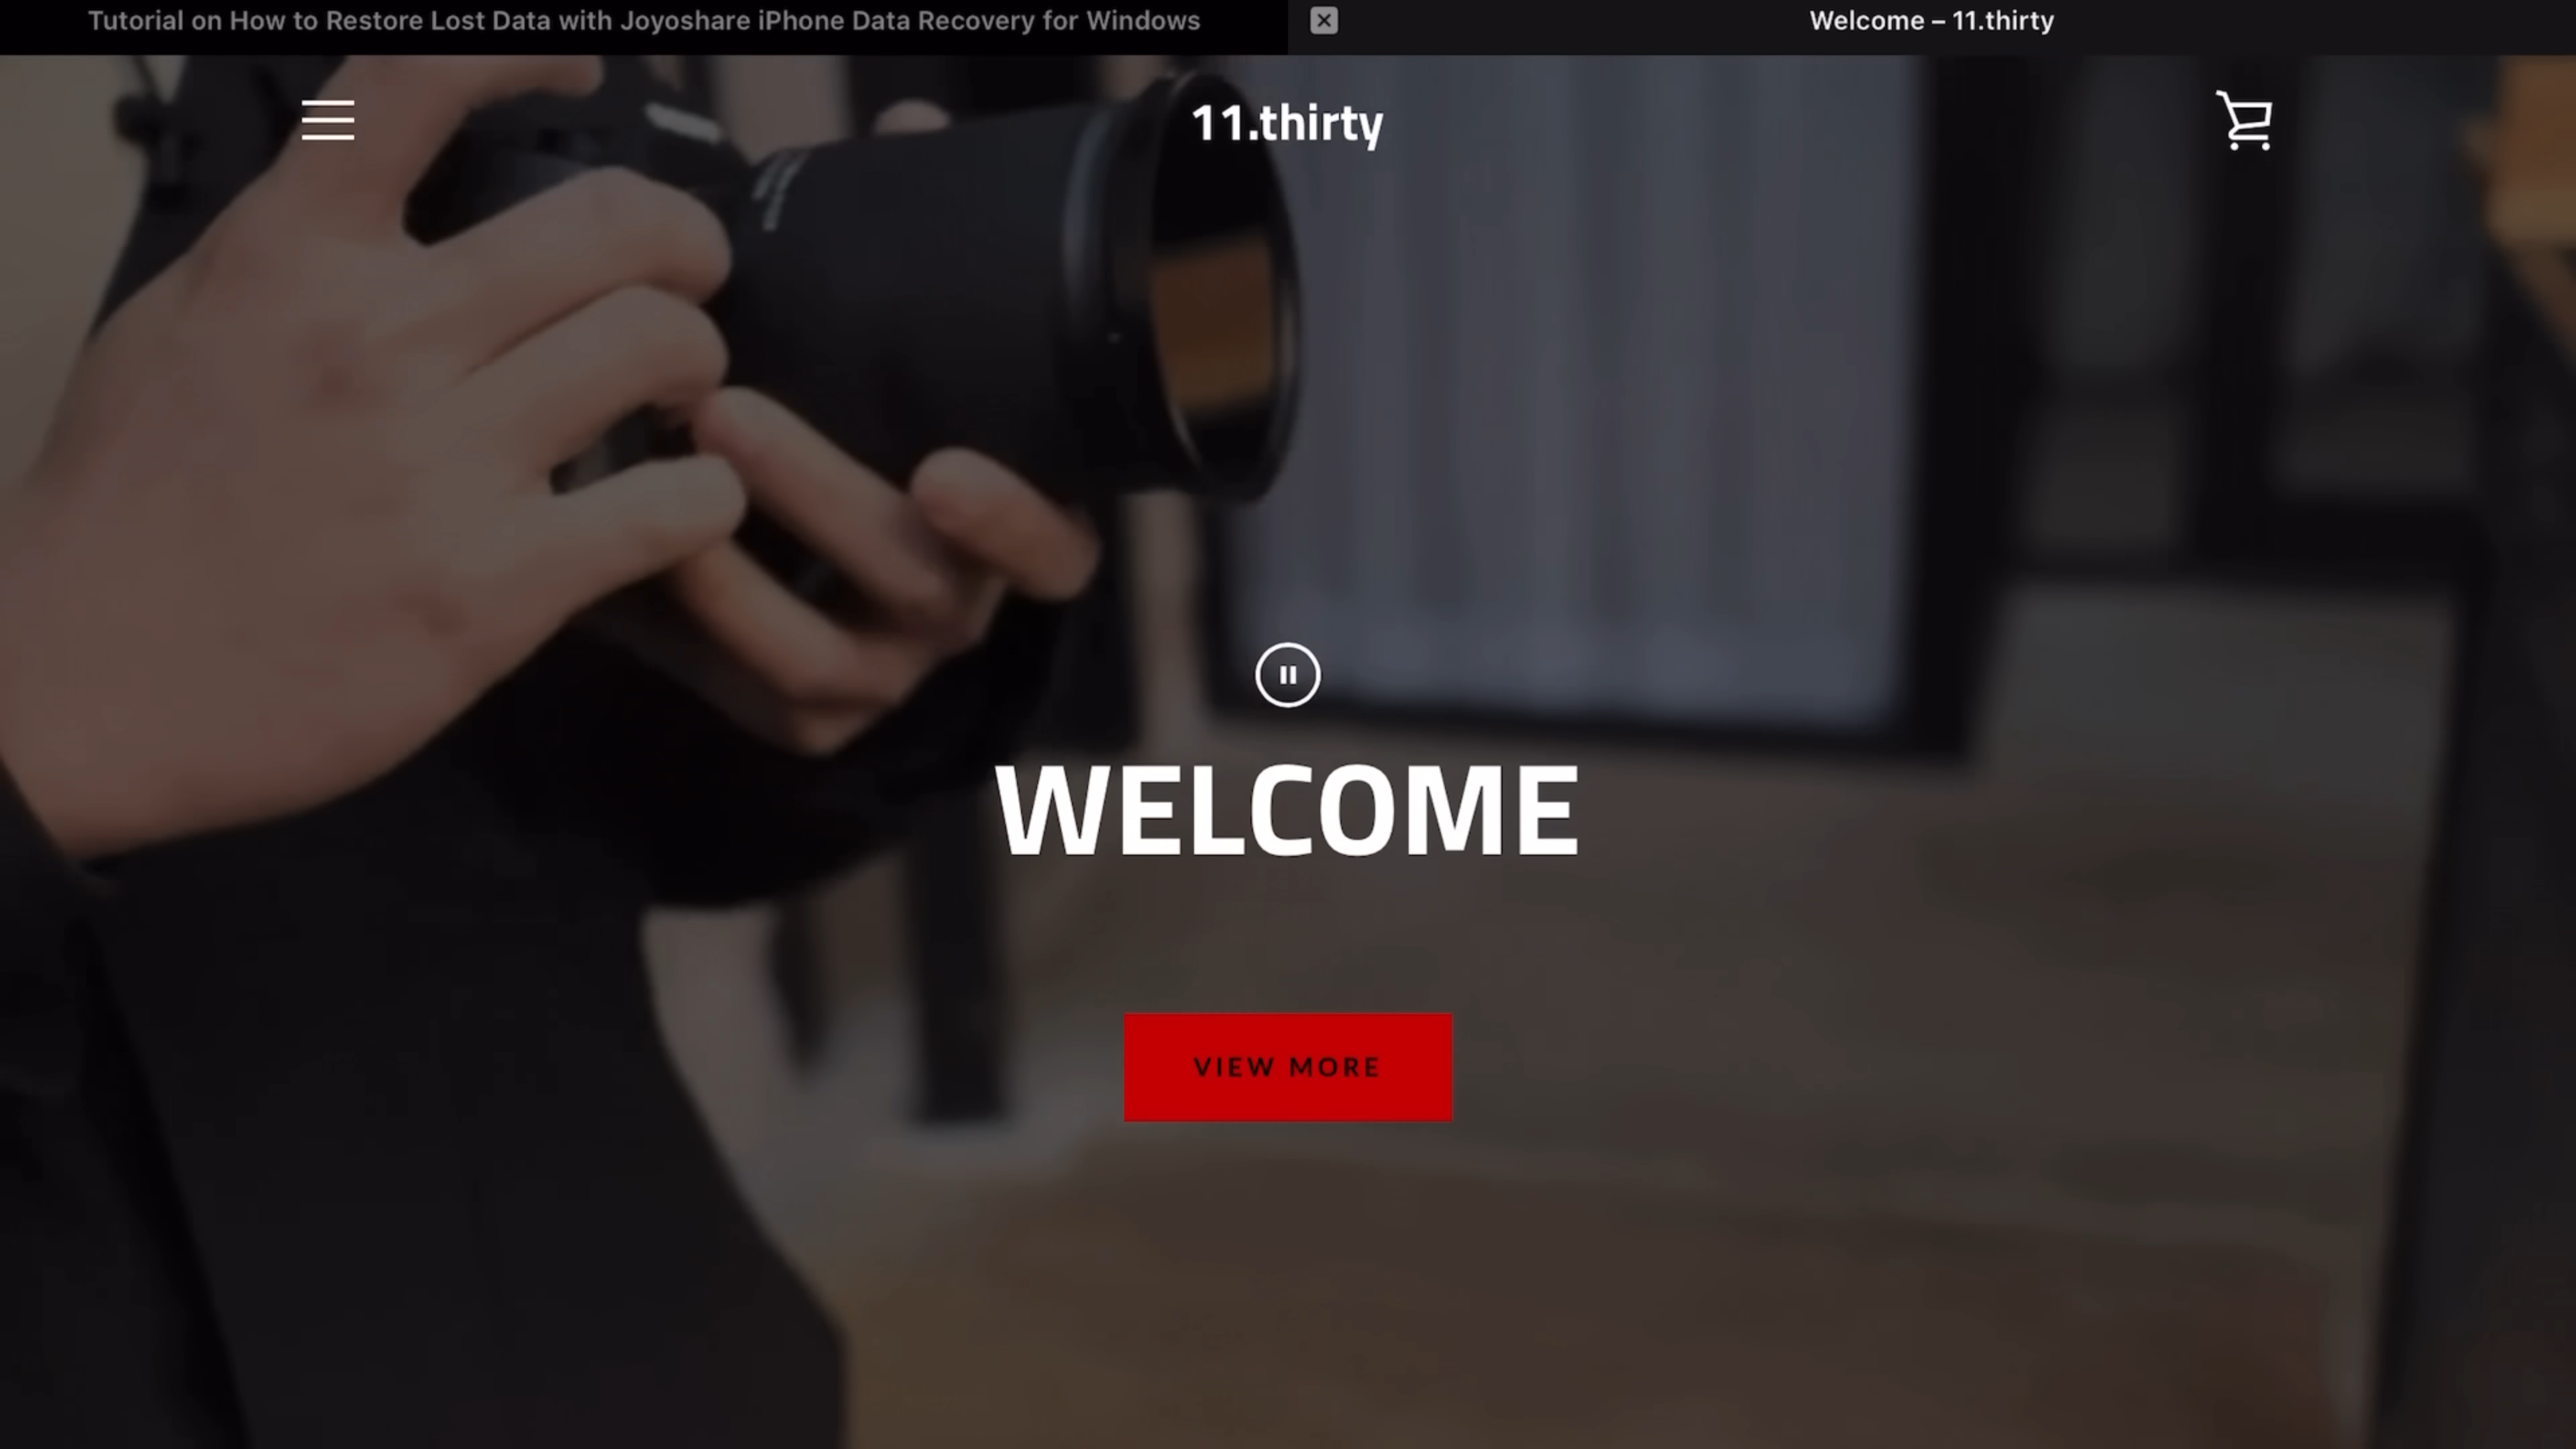 Tutorial on How to Restore Lost Data with Joyoshare iPhone Data Recovery for Windows
Welcome – 11.thirty
11.thirty
WELCOME
VIEW MORE